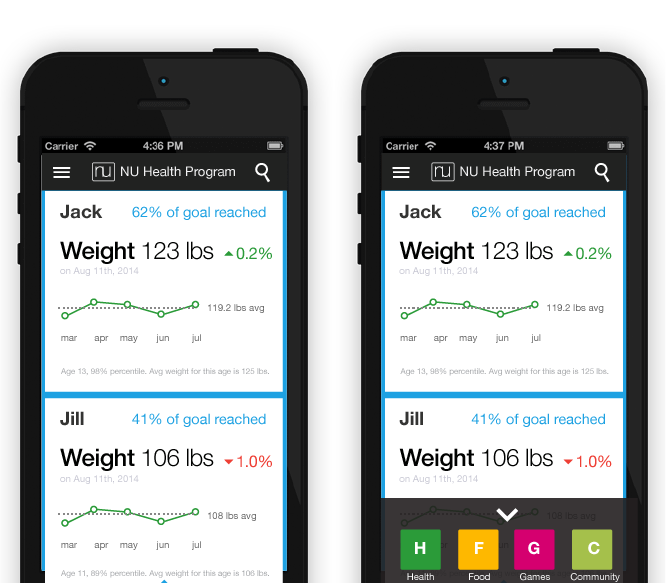 Carrier 4:36 PM
nu NU Health Program
Jack 62% of goal reached
Weight 123 lbs 0.2%
on Aug 11th, 2014
119.2 lbs avg
mar apr may jun jul
Age 13, 98% percentile. Avg weight for this age is 125 lbs.
Jill 41% of goal reached
Weight 106 lbs 1.0%
on Aug 11th, 2014
108 lbs avg
mar apr may jun jul
Age 11, 89% percentile. Avg weight for this age is 106 lbs.
Carrier 4:37 PM
nu NU Health Program
Jack 62% of goal reached
Weight 123 lbs 0.2%
on Aug 11th, 2014
119.2 lbs avg
mar apr may jun jul
Age 13, 98% percentile. Avg weight for this age is 125 lbs.
Jill 41% of goal reached
Weight 106 lbs 1.0%
on Aug 11th, 2014
108 lbs avg
H F G C
Health Food Games Community